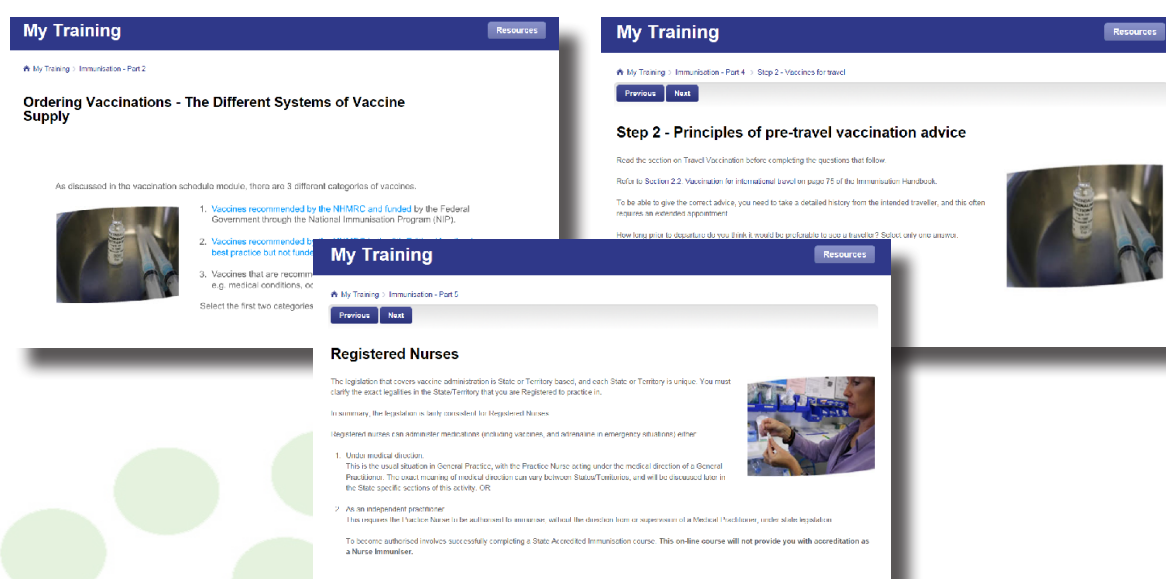 My Training
Resources
My Training > Immunisation - Part 2
Ordering Vaccinations - The Different Systems of Vaccine
Supply
As discussed in the vaccination schedule module, there are 3 different categories of vaccines.
1. Vaccines recommended by the NHMRC and funded by the Federal
Government through the National Immunisation Program (NIP).
2. Vaccines recommended b
best practice but not funde
3. Vaccines that are recomm
e.g. medical conditions, oc
Select the first two categories
My Training
Resources
My Training > Immunisation - Part 4 > Step 2 - Vaccines for travel
Previous Next
Step 2 - Principles of pre-travel vaccination advice
Read the section on Travel Vaccination before completing the questions that follow.
Refer to Section 2.2. Vaccination for international travel on page 75 of the Immunisation Handbook.
To be able to give the correct advice, you need to take a detailed history from the intended traveller, and this often
requires an extended appointment.
How long prior to departure do you think it would be preferable to see a traveller? Select only one answer.
My Training
Resources
My Training > Immunisation - Part 5
Previous Next
Registered Nurses
The legislation that covers vaccine administration is State or Territory based, and each State or Territory is unique. You must
clarify the exact legalities in the State/Territory that you are Registered to practice in.
In summary, the legislation is fairly consistent for Registered Nurses
Registered nurses can administer medications (including vaccines, and adrenaline in emergency situations) either:
1. Under medical direction.
This is the usual situation in General Practice, with the Practice Nurse acting under the medical direction of a General
Practitioner. The exact meaning of medical direction can vary between States/Territories, and will be discussed later in
the State specific sections of this activity. OR
2. As an independent practitioner
This requires the Practice Nurse to be authorised to immunise, without the direction from or supervision of a Medical Practitioner, under state legislation.
To become authorised involves successfully completing a State Accredited Immunisation course. This on-line course will not provide you with accreditation as
a Nurse Immuniser.